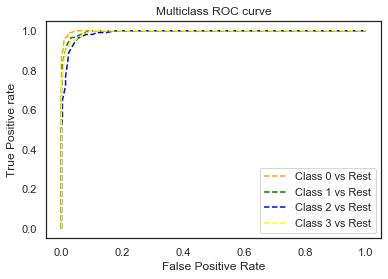 Multiclass ROC curve
True Positive rate
1.0
0.8
0.6
0.4
0.2
0.0
Class 0 vs Rest
Class 1 vs Rest
Class 2 vs Rest
Class 3 vs Rest
0.0 0.2 0.4 0.6 0.8 1.0
False Positive Rate